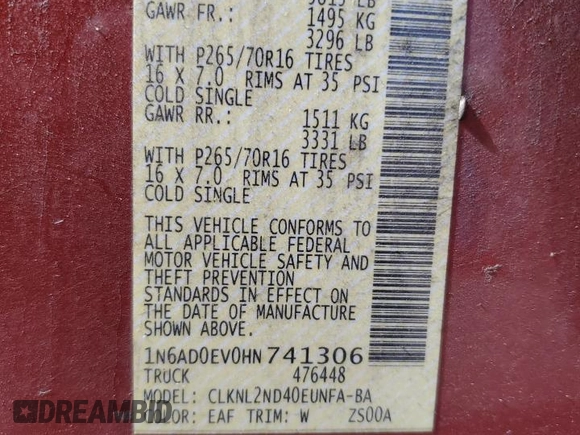 GAWR FR.: 1495 KG
3296 LB
WITH P265/70R16 TIRES
16 X 7.0 RIMS AT 35 PSI
COLD SINGLE
GAWR RR.: 1511 KG
3331 LB
WITH P265/70R16 TIRES
16 X 7.0 RIMS AT 35 PSI
COLD SINGLE
THIS VEHICLE CONFORMS TO
ALL APPLICABLE FEDERAL
MOTOR VEHICLE SAFETY AND
THEFT PREVENTION
STANDARDS IN EFFECT ON
THE DATE OF MANUFACTURE
1N6AD0EV0HN741306
TRUCK 476448
MODEL: CLKNL2ND40EUNFA-BA
COLOR: EAF TRIM: W ZS00A
DREAMBID